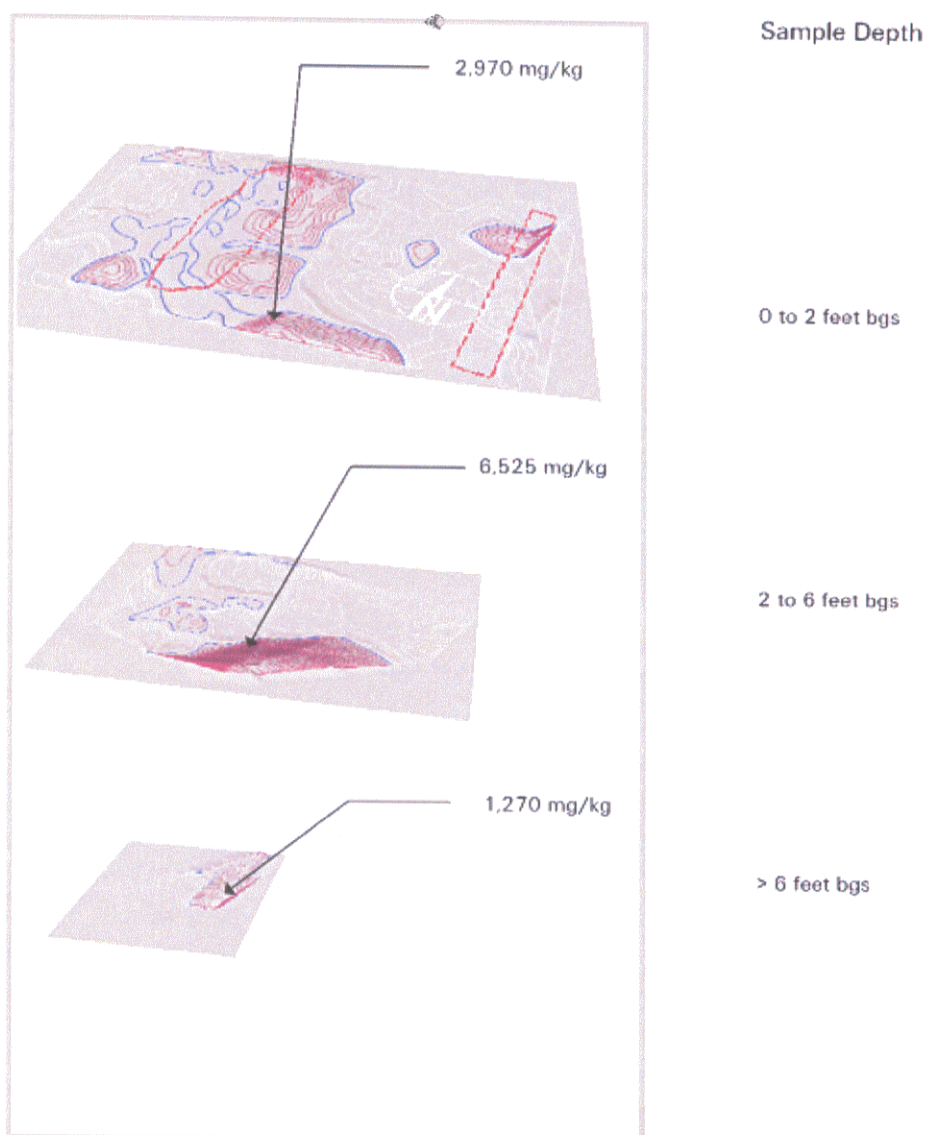 Sample Depth
2,970 mg/kg
0 to 2 feet bgs
6,525 mg/kg
2 to 6 feet bgs
1,270 mg/kg
> 6 feet bgs